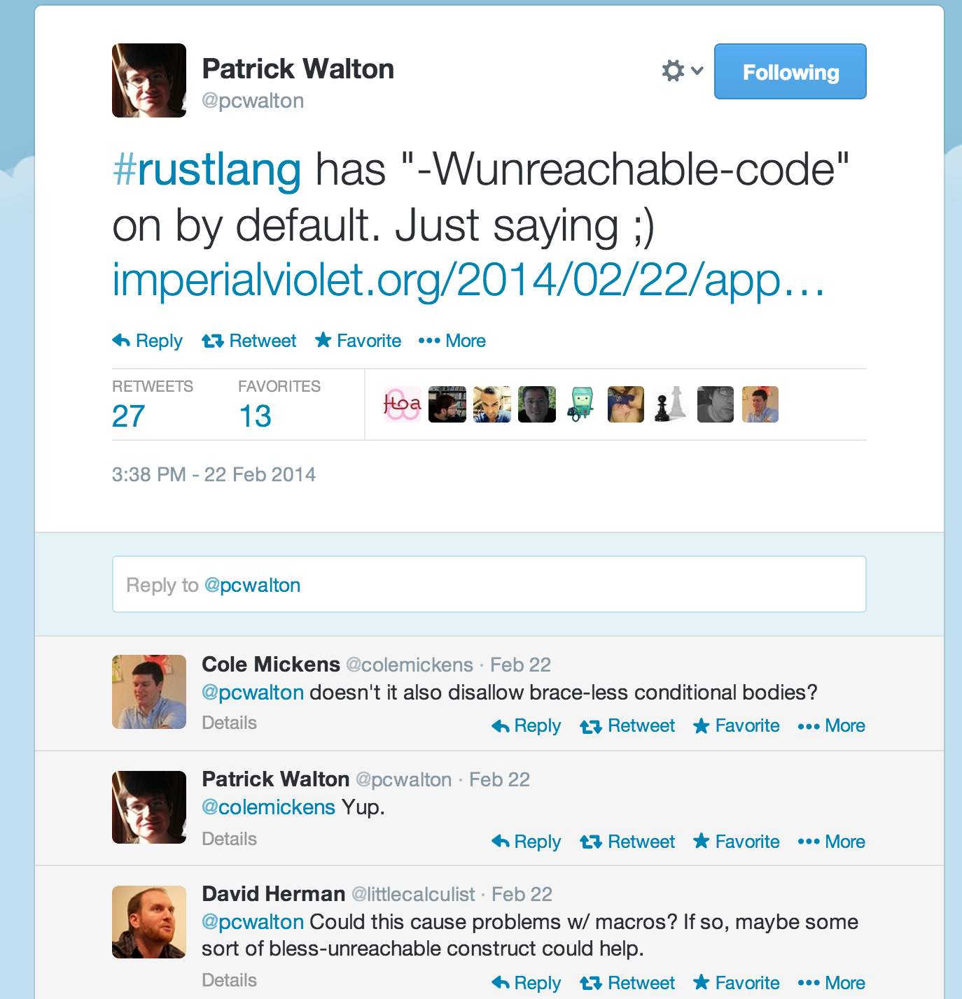 Patrick Walton
@pcwalton
Following
#rustlang has "-Wunreachable-code"
on by default. Just saying ;)
imperialviolet.org/2014/02/22/app…
Reply Retweet Favorite More
RETWEETS FAVORITES
27 13
Hoa
3:38 PM - 22 Feb 2014
Reply to @pcwalton
Cole Mickens @colemickens · Feb 22
@pcwalton doesn't it also disallow brace-less conditional bodies?
Details Reply Retweet Favorite More
Patrick Walton @pcwalton · Feb 22
@colemickens Yup.
Details Reply Retweet Favorite More
David Herman @littlecalculist · Feb 22
@pcwalton Could this cause problems w/ macros? If so, maybe some
sort of bless-unreachable construct could help.
Details Reply Retweet Favorite More